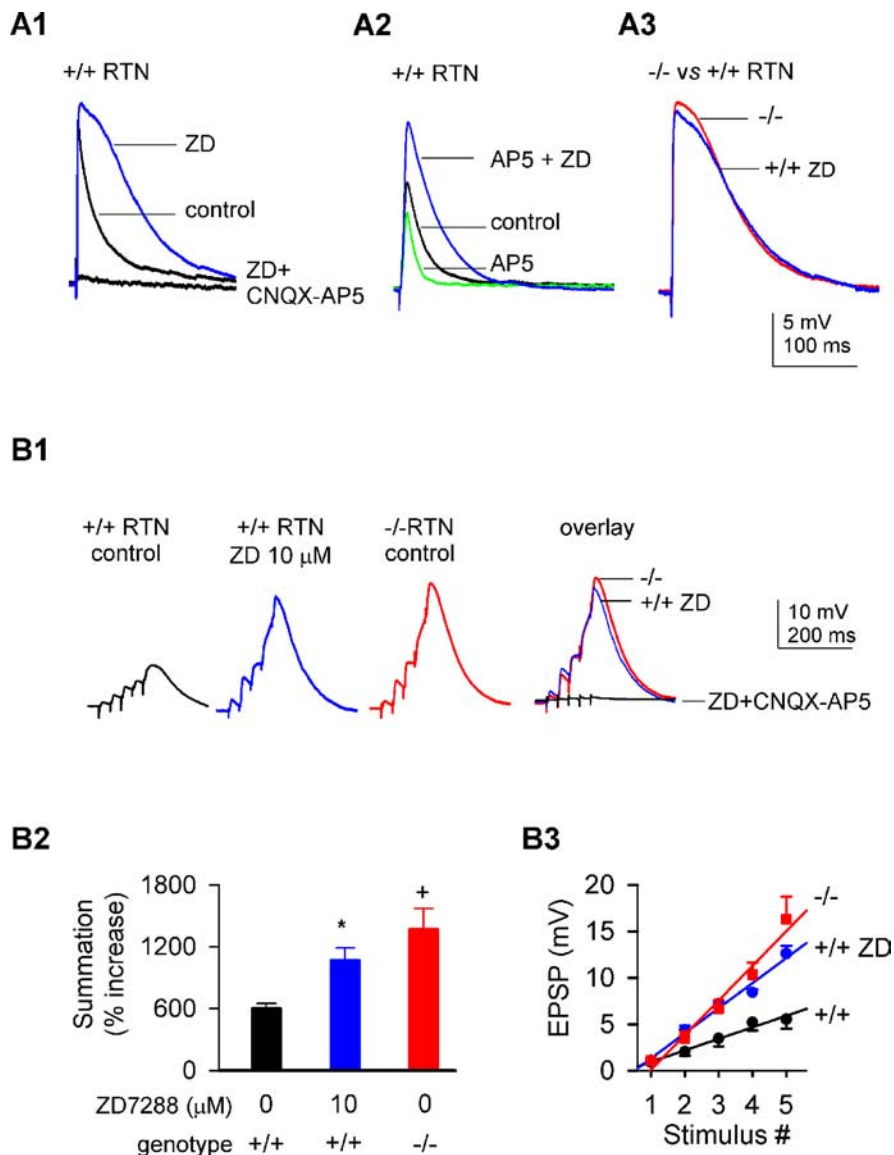 A1
A2
A3
+/+ RTN
+/+ RTN
-/- vs +/+ RTN
ZD
control
ZD+
CNQX-AP5
AP5 + ZD
control
AP5
-/-
+/+ ZD
5 mV
100 ms
B1
+/+ RTN
control
+/+ RTN
ZD 10 μM
-/-RTN
control
overlay
-/-
+/+ ZD
ZD+CNQX-AP5
10 mV
200 ms
B2
Summation
(% increase)
1800
1200
600
0
*
+
ZD7288 (μM) 0 10 0
genotype +/+ +/+ -/-
B3
EPSP (mV)
20
15
10
5
0
-/-
+/+ ZD
+/+
1 2 3 4 5
Stimulus #